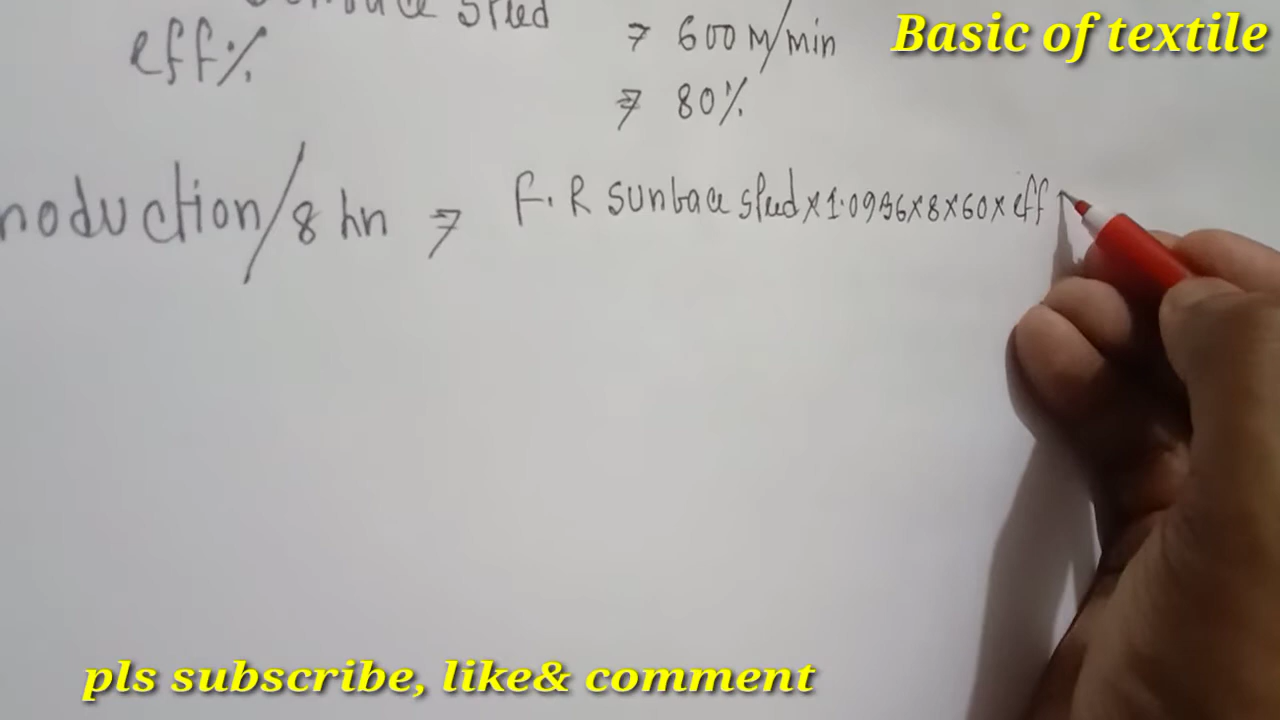 Speed ⇒ 600 M/min
Basic of textile
eff% ⇒ 80%
roduction/8 hr ⇒ F.R Surface speed×1.0936×8×60×eff
pls subscribe, like& comment